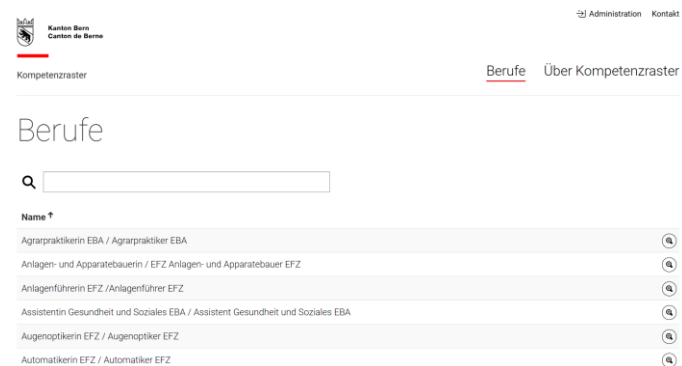 Administration Kontakt
Kanton Bern
Canton de Berne
Kompetenzraster
Berufe Über Kompetenzraster
Berufe
Name ↑
Agrarpraktikerin EBA / Agrarpraktiker EBA
Anlagen- und Apparatebauerin / EFZ Anlagen- und Apparatebauer EFZ
Anlagenführerin EFZ /Anlagenführer EFZ
Assistentin Gesundheit und Soziales EBA / Assistent Gesundheit und Soziales EBA
Augenoptikerin EFZ / Augenoptiker EFZ
Automatikerin EFZ / Automatiker EFZ